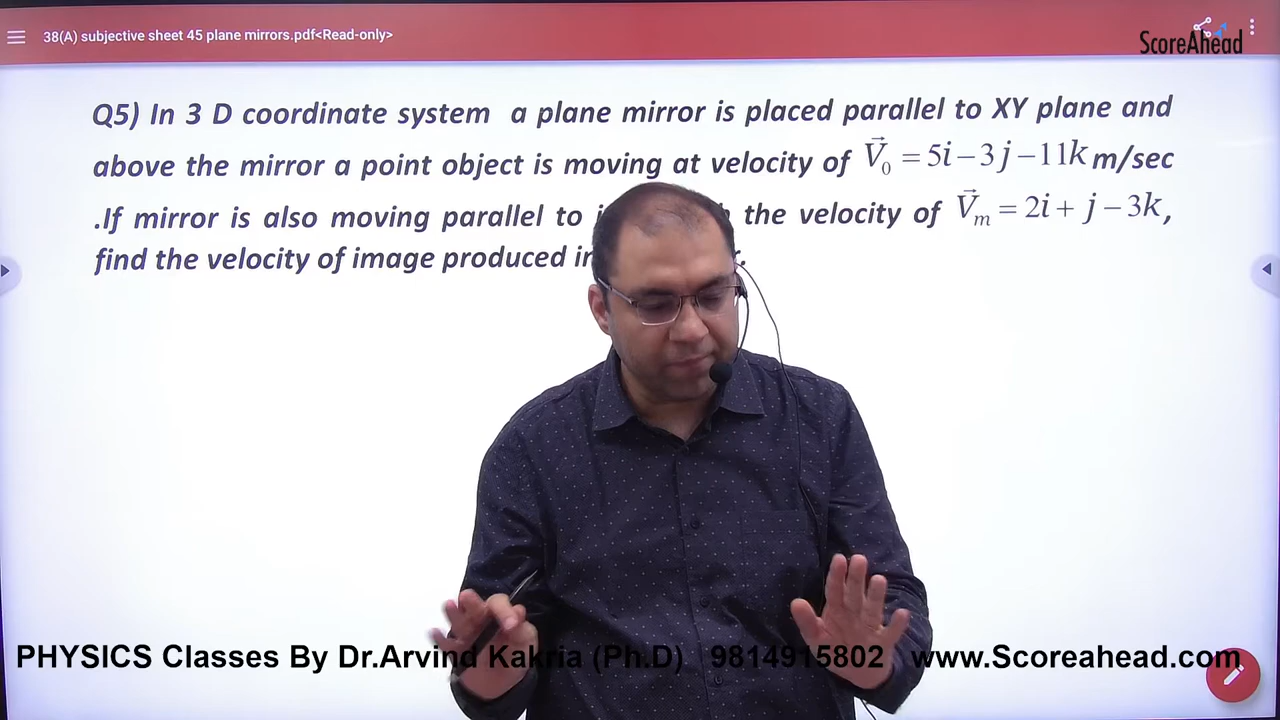 38(A) subjective sheet 45 plane mirrors.pdf<Read-only>
ScoreAhead
Q5) In 3 D coordinate system a plane mirror is placed parallel to XY plane and
above the mirror a point object is moving at velocity of V⃗₀ = 5i − 3j − 11k m/sec
.If mirror is also moving parallel to the velocity of V⃗ₘ = 2i + j − 3k,
find the velocity of image produced
PHYSICS Classes By Dr.Arvind Kakria (Ph.D) 9814915802 www.Scoreahead.com